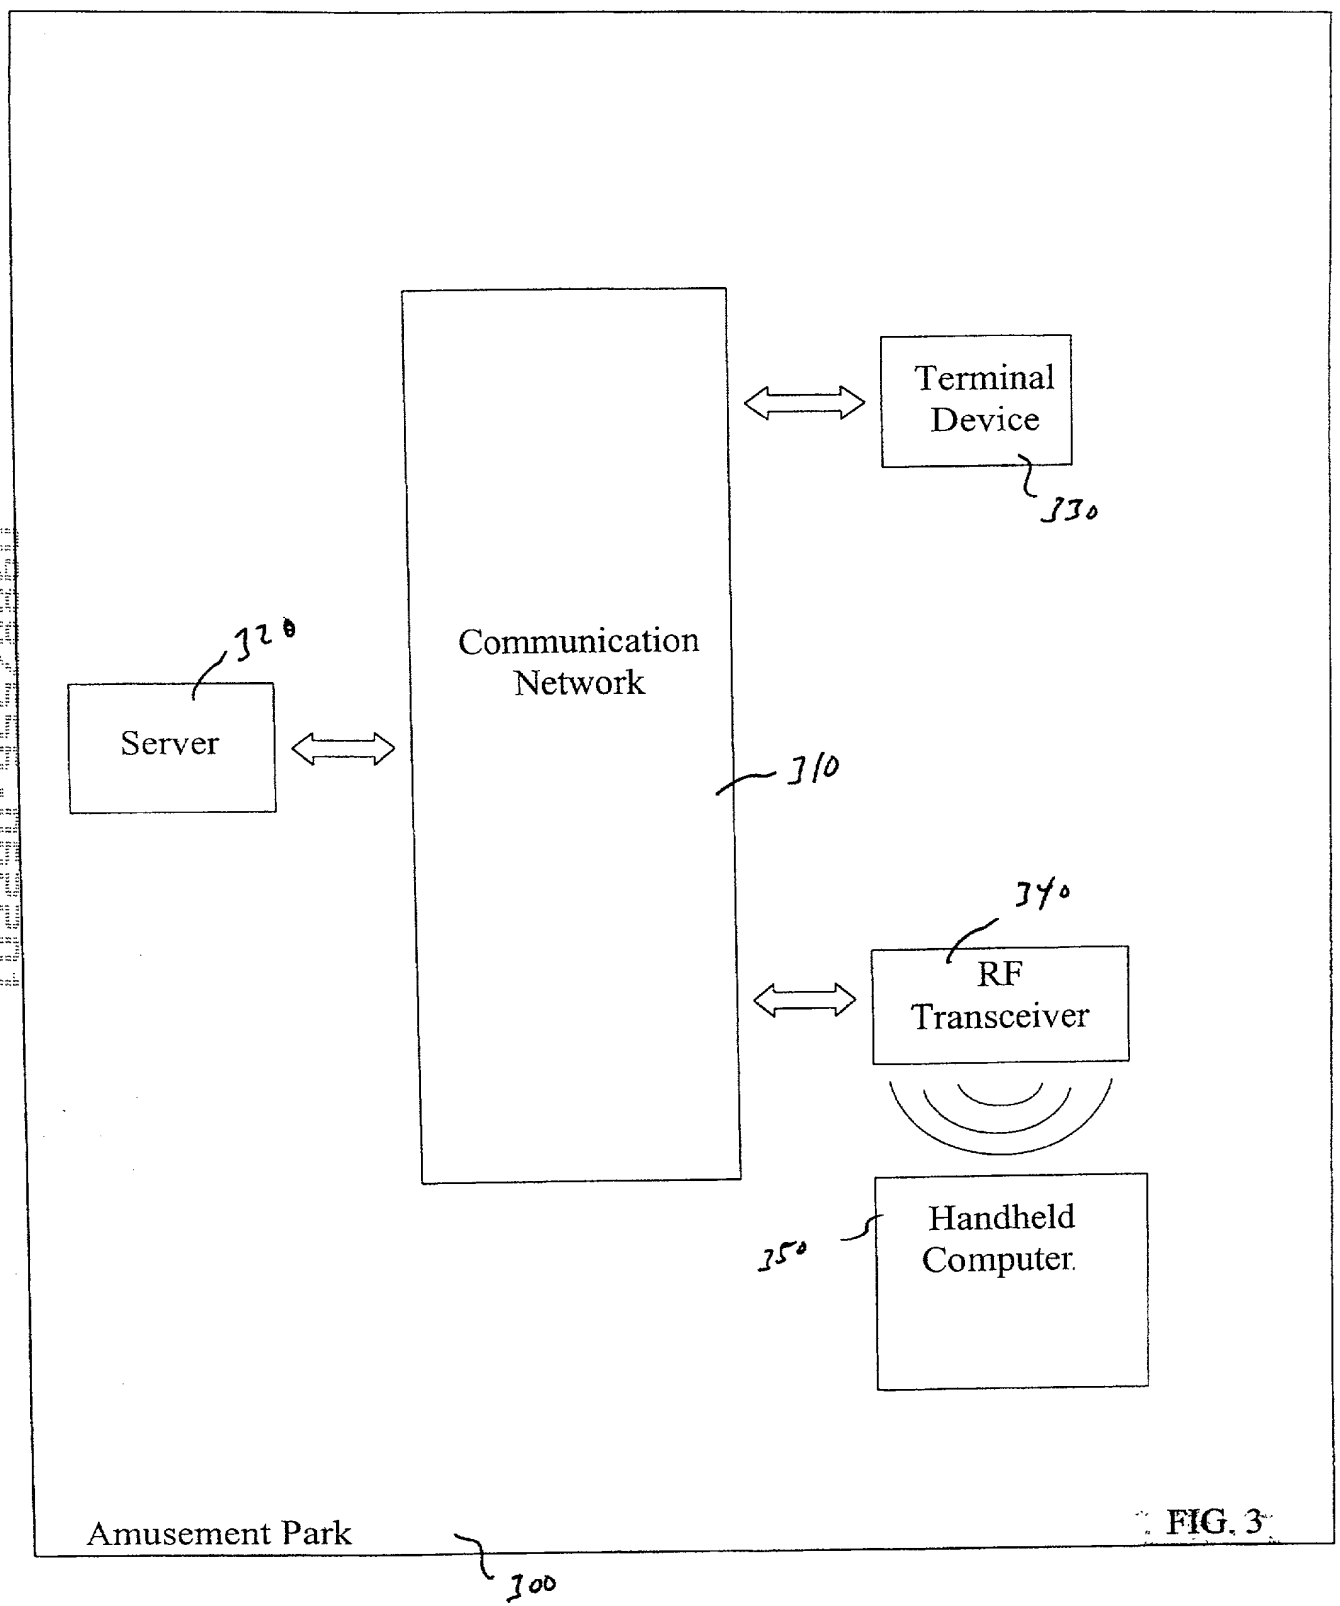 Terminal
Device
330
320
Communication
Network
Server
310
340
RF
Transceiver
Handheld
Computer
350
Amusement Park
FIG. 3
300